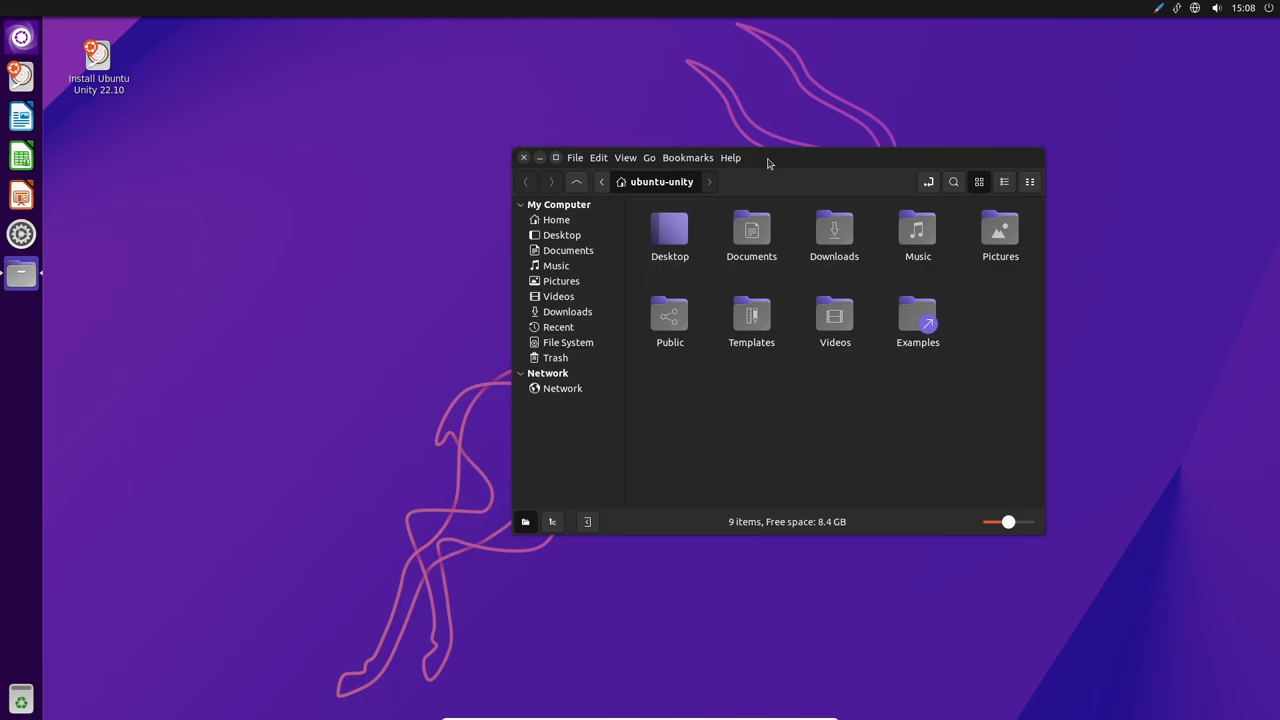 15:08
Install Ubuntu
Unity 22.10
File Edit View Go Bookmarks Help
ubuntu-unity
My Computer
Home
Desktop
Documents
Music
Pictures
Videos
Downloads
Recent
File System
Trash
Network
Network
Desktop
Documents
Downloads
Music
Pictures
Public
Templates
Videos
Examples
9 items, Free space: 8.4 GB